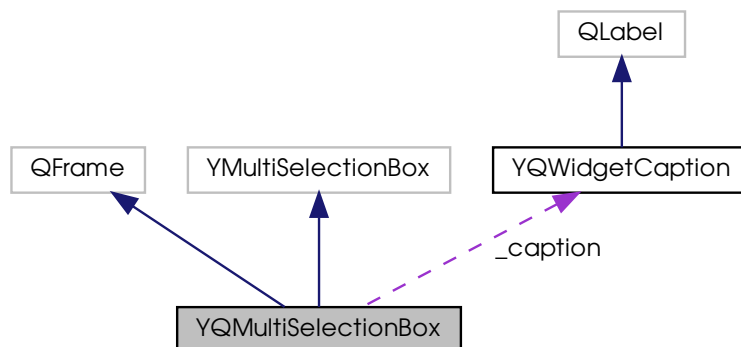 QLabel
QFrame
YMultiSelectionBox
YQWidgetCaption
_caption
YQMultiSelectionBox